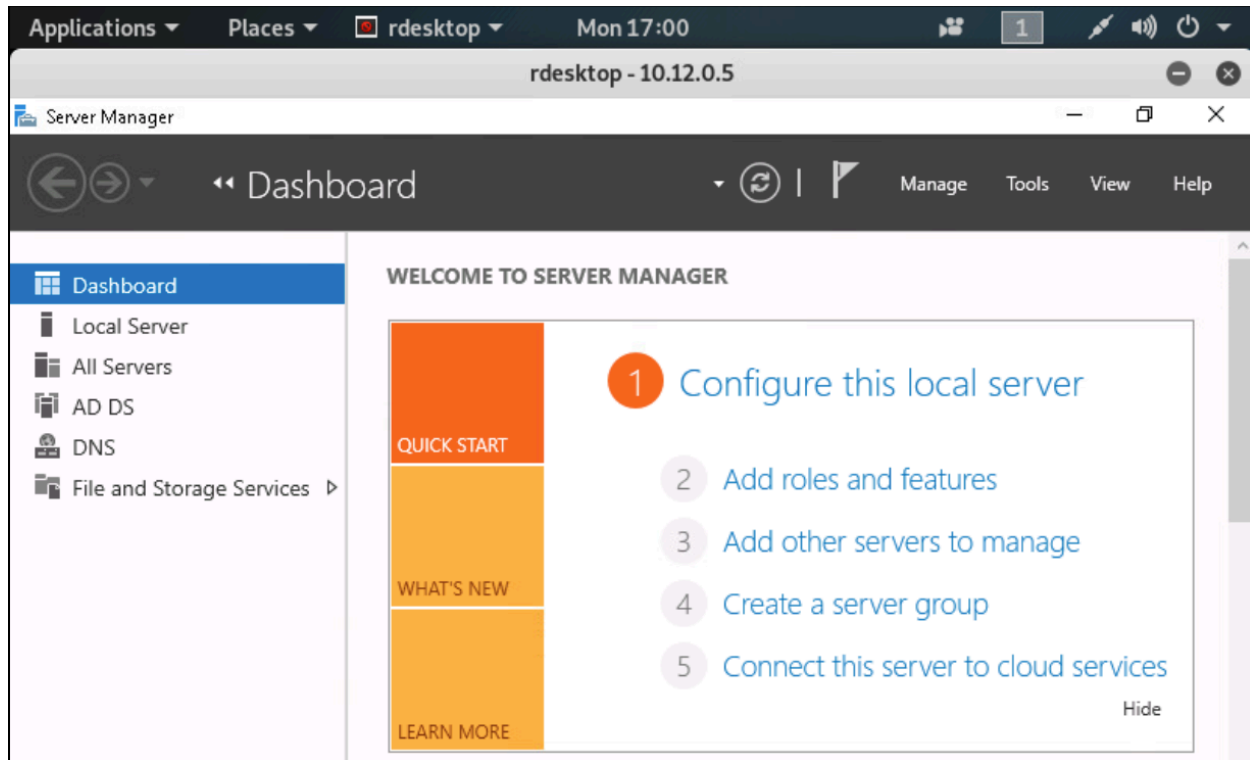 Applications Places rdesktop Mon 17:00 1
rdesktop - 10.12.0.5
Server Manager
Dashboard Manage Tools View Help
Dashboard
Local Server
All Servers
AD DS
DNS
File and Storage Services
WELCOME TO SERVER MANAGER
QUICK START
WHAT'S NEW
LEARN MORE
1 Configure this local server
2 Add roles and features
3 Add other servers to manage
4 Create a server group
5 Connect this server to cloud services
Hide